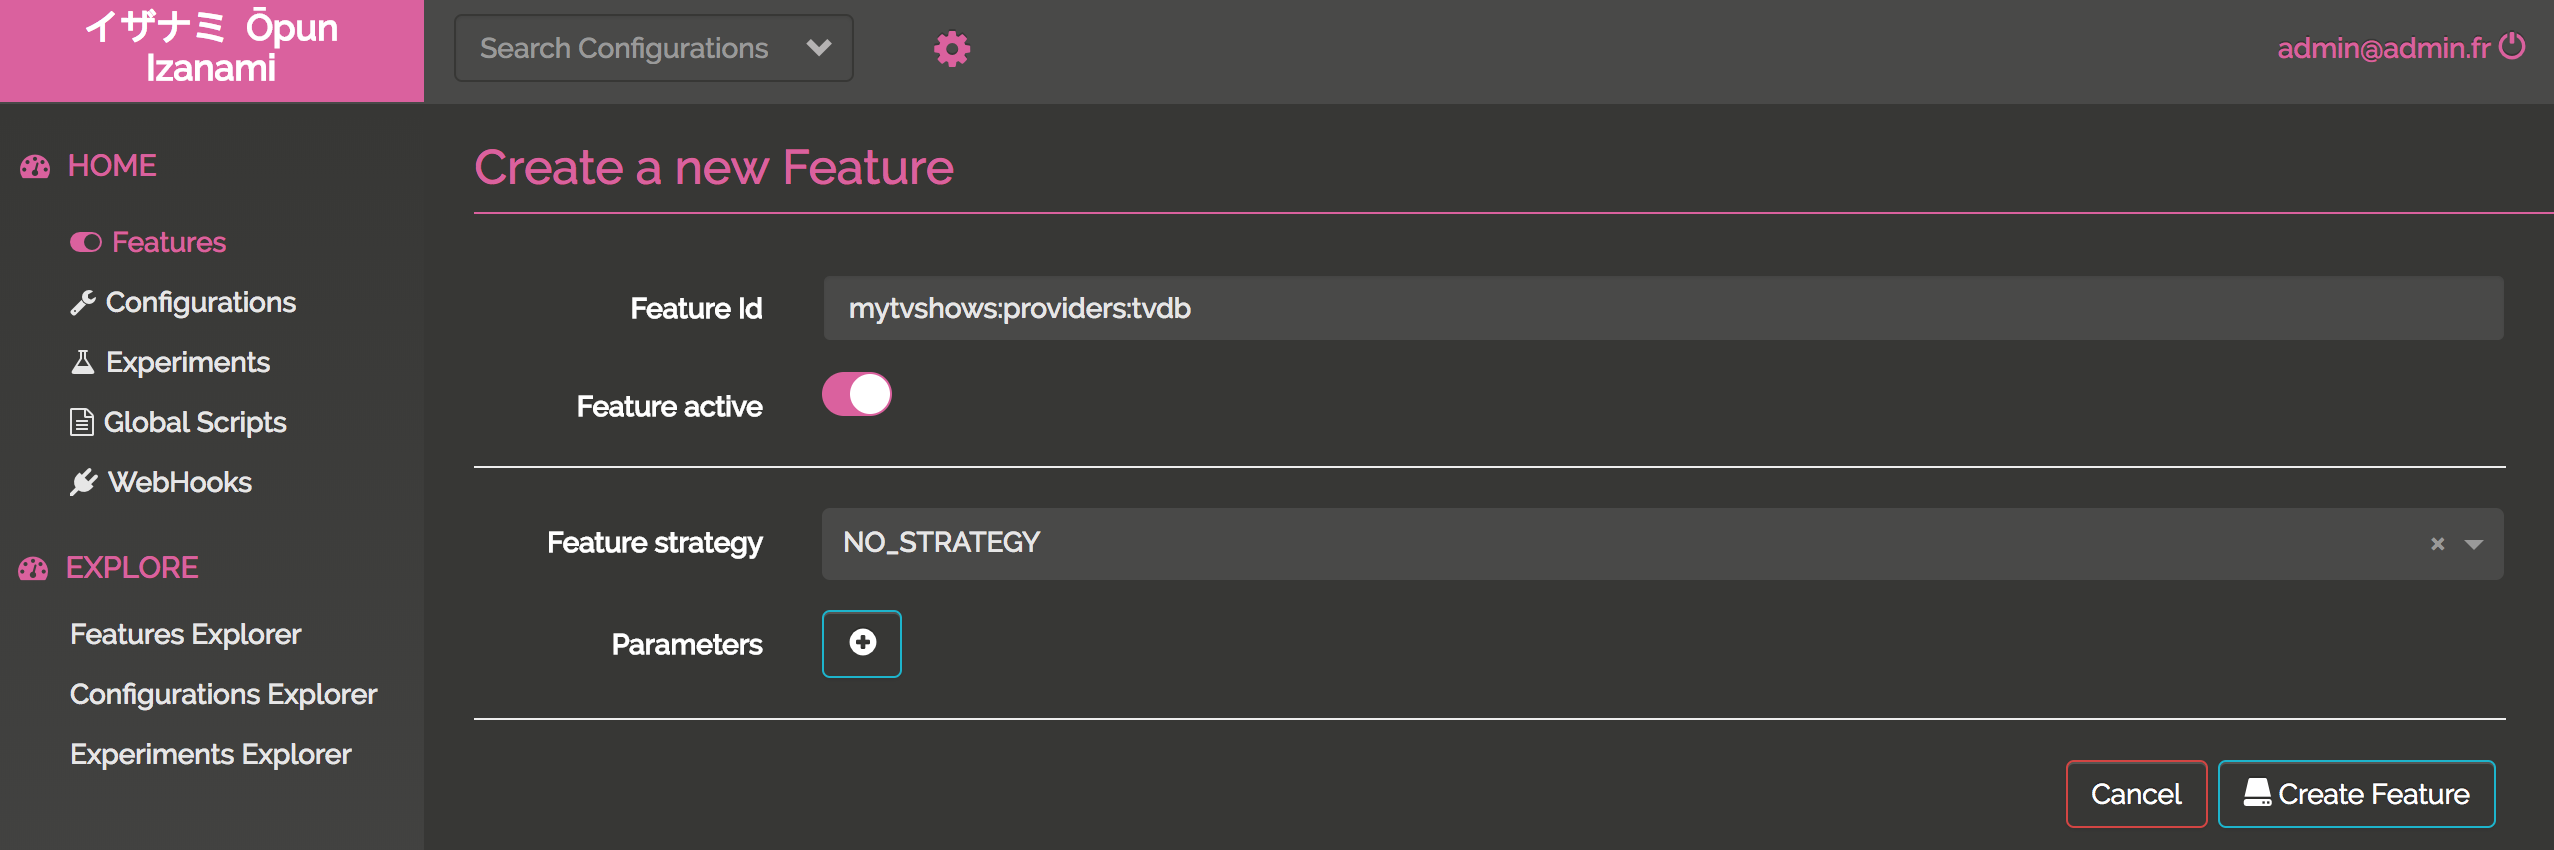 イザナミ Ōpun
Izanami
Search Configurations
admin@admin.fr
HOME
Features
Configurations
Experiments
Global Scripts
WebHooks
EXPLORE
Features Explorer
Configurations Explorer
Experiments Explorer
Create a new Feature
Feature Id mytvshows:providers:tvdb
Feature active
Feature strategy NO_STRATEGY
Parameters
Cancel Create Feature